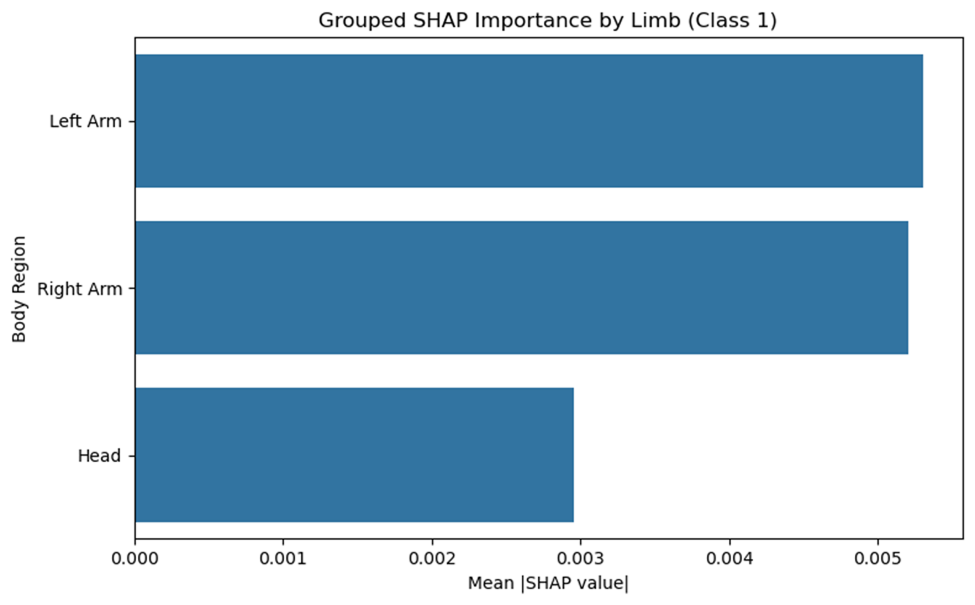 Grouped SHAP Importance by Limb (Class 1)
Left Arm
Right Arm
Head
Body Region
0.000 0.001 0.002 0.003 0.004 0.005
Mean |SHAP value|